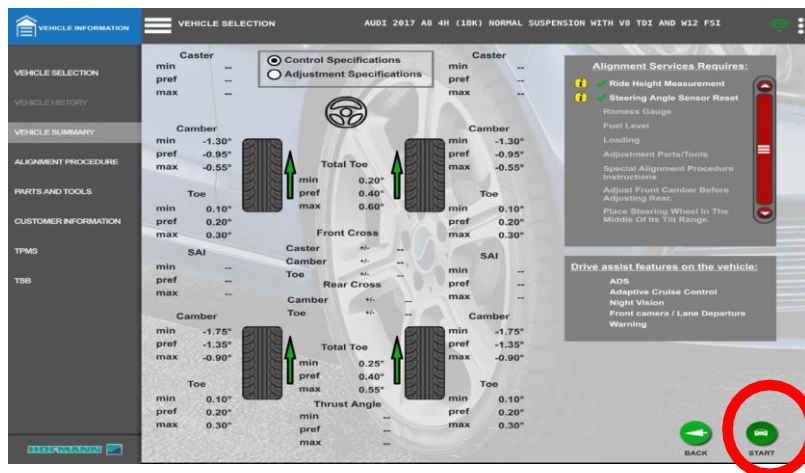 VEHICLE INFORMATION
VEHICLE SELECTION
AUDI 2017 A8 4H (18K) NORMAL SUSPENSION WITH V8 TDI AND W12 FSI
VEHICLE SELECTION
VEHICLE HISTORY
VEHICLE SUMMARY
ALIGNMENT PROCEDURE
PARTS AND TOOLS
CUSTOMER INFORMATION
TPMS
TSB
Control Specifications
Adjustment Specifications
Caster
min --
pref --
max --
Camber
min -1.30°
pref -0.95°
max -0.55°
Toe
min 0.10°
pref 0.20°
max 0.30°
SAI
min --
pref --
max --
Camber
min -1.75°
pref -1.35°
max -0.90°
Toe
min 0.10°
pref 0.20°
max 0.30°
Total Toe
min 0.20°
pref 0.40°
max 0.60°
Front Cross
Caster +/- --
Camber +/- --
Toe +/- --
Rear Cross
Camber +/- --
Toe +/- --
Total Toe
min 0.25°
pref 0.40°
max 0.55°
Thrust Angle
min --
pref --
max --
Caster
min --
pref --
max --
Camber
min -1.30°
pref -0.95°
max -0.55°
Toe
min 0.10°
pref 0.20°
max 0.30°
SAI
min --
pref --
max --
Camber
min -1.75°
pref -1.35°
max -0.90°
Toe
min 0.10°
pref 0.20°
max 0.30°
Alignment Services Requires:
Ride Height Measurement
Steering Angle Sensor Reset
Romess Gauge
Fuel Level
Loading
Adjustment Parts/Tools
Special Alignment Procedure
Instructions
Adjust Front Camber Before
Adjusting Rear.
Place Steering Wheel In The
Middle Of Its Tilt Range.
Drive assist features on the vehicle:
ADS
Adaptive Cruise Control
Night Vision
Front camera / Lane Departure
Warning
BACK
START